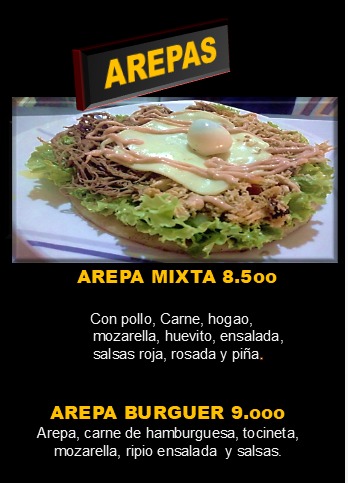 AREPAS
AREPA MIXTA 8.5oo
Con pollo, Carne, hogao,
mozarella, huevito, ensalada,
salsas roja, rosada y piña.
AREPA BURGUER 9.ooo
Arepa, carne de hamburguesa, tocineta,
mozarella, ripio ensalada y salsas.